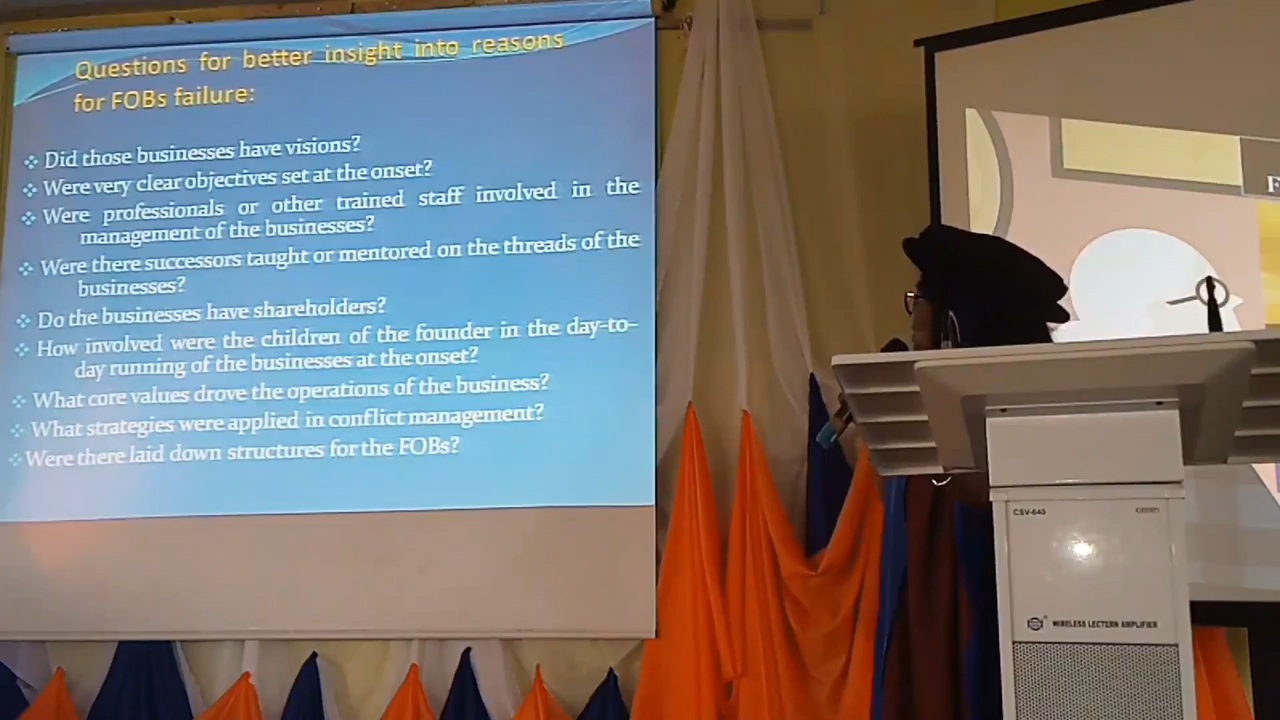 Questions for better insight into reasons
for FOBs failure:
Did those businesses have visions?
Were very clear objectives set at the onset?
Were professionals or other trained staff involved in the
management of the businesses?
Were there successors taught or mentored on the threads of the
businesses?
Do the businesses have shareholders?
How involved were the children of the founder in the day-to-
day running of the businesses at the onset?
What core values drove the operations of the business?
What strategies were applied in conflict management?
Were there laid down structures for the FOBs?
CSV-640
WIRELESS LECTERN AMPLIFIER